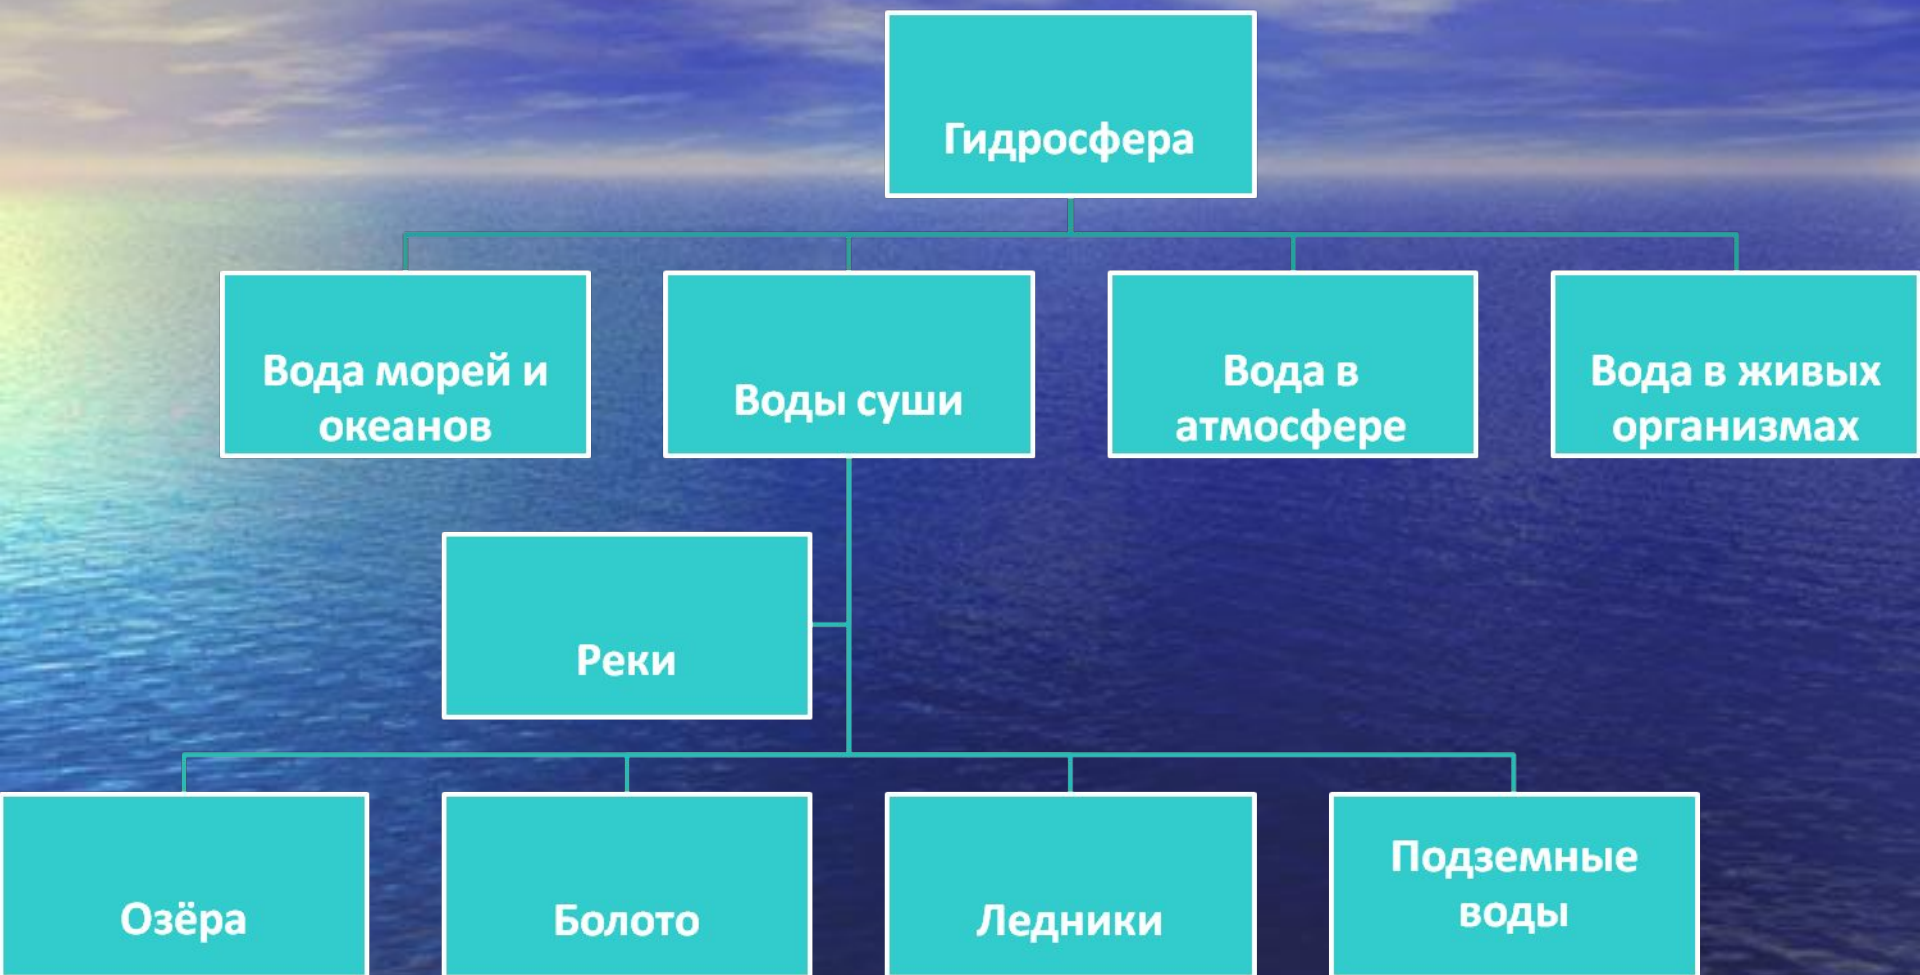 Гидросфера
Вода морей и
океанов
Воды суши
Вода в
атмосфере
Вода в живых
организмах
Реки
Озёра
Болото
Ледники
Подземные
воды